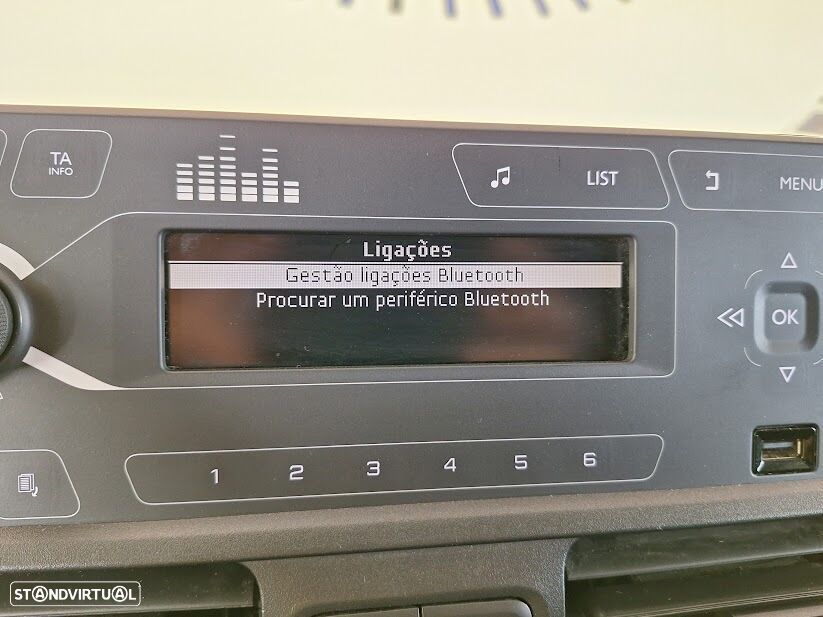 TA
INFO
LIST
MENU
Ligações
Gestão ligações Bluetooth
Procurar um periférico Bluetooth
OK
1 2 3 4 5 6
STANDVIRTUAL